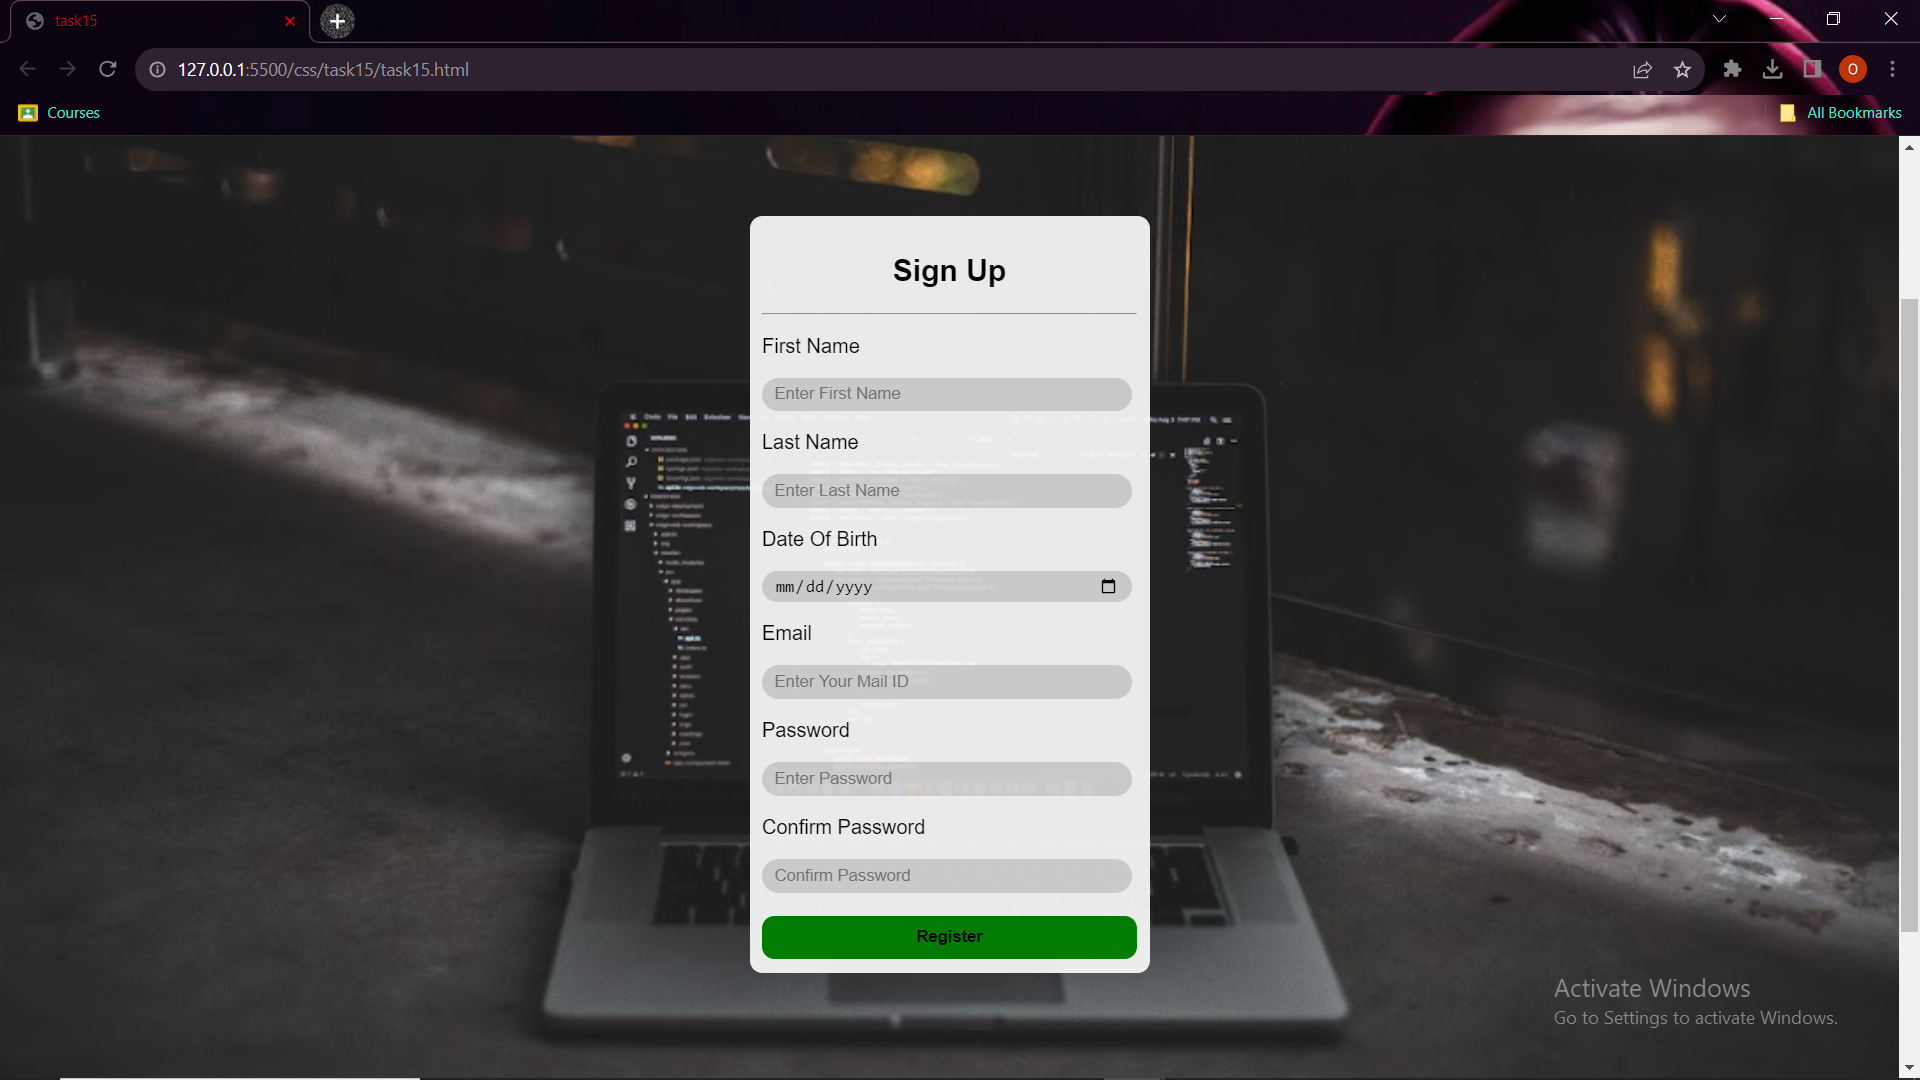 task15
127.0.0.1:5500/css/task15/task15.html
O
Courses
All Bookmarks
Sign Up
First Name
Enter First Name
Last Name
Enter Last Name
Date Of Birth
mm/dd/yyyy
Email
Enter Your Mail ID
Password
Enter Password
Confirm Password
Confirm Password
Register
Activate Windows
Go to Settings to activate Windows.